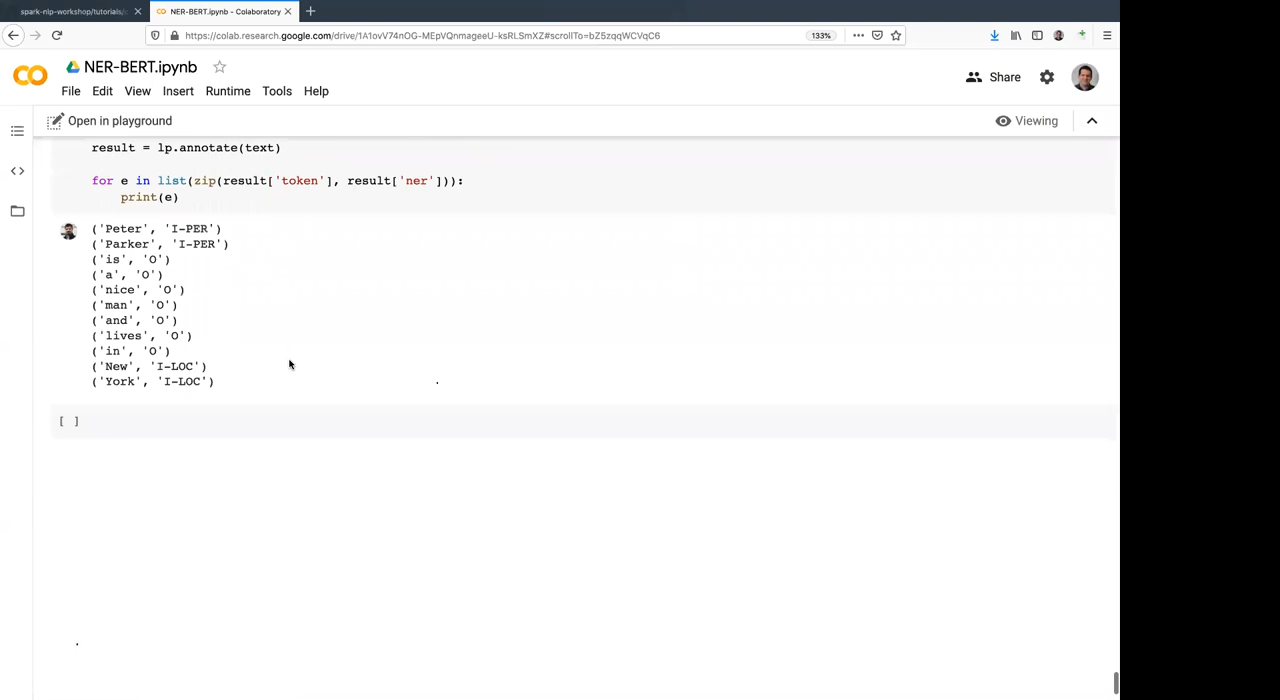 spark-nlp-workshop/tutorials/
NER-BERT.ipynb - Colaboratory
https://colab.research.google.com/drive/1A1ovV74nOG-MEpVQnmageeU-ksRLSmXZ#scrollTo=bZ5zqqWCVqC6
133%
NER-BERT.ipynb
File Edit View Insert Runtime Tools Help
Share
Open in playground
Viewing
result = lp.annotate(text)
for e in list(zip(result['token'], result['ner'])):
print(e)
('Peter', 'I-PER')
('Parker', 'I-PER')
('is', 'O')
('a', 'O')
('nice', 'O')
('man', 'O')
('and', 'O')
('lives', 'O')
('in', 'O')
('New', 'I-LOC')
('York', 'I-LOC')
[ ]